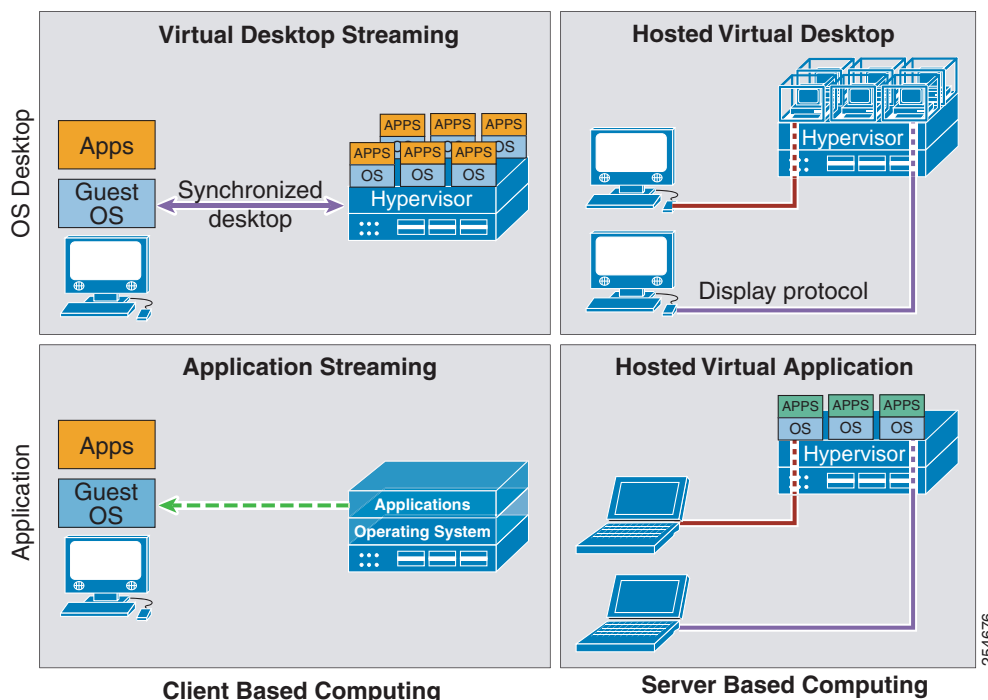 Virtual Desktop Streaming
OS Desktop
Apps
Guest
OS
Synchronized
desktop
APPS APPS APPS
OS
APPS APPS APPS
OS OS OS
Hypervisor
Hosted Virtual Desktop
Hypervisor
Display protocol
Application Streaming
Application
Apps
Guest
OS
Applications
Operating System
Hosted Virtual Application
APPS APPS APPS
OS OS OS
Hypervisor
254676
Client Based Computing
Server Based Computing